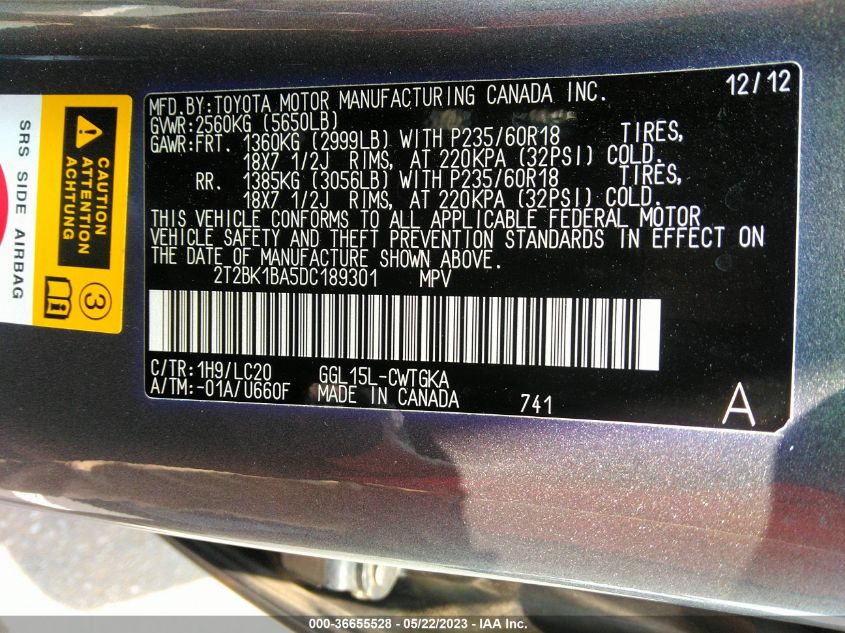 12/12
MFD.BY:TOYOTA MOTOR MANUFACTURING CANADA INC.
GVWR:2560KG (5650LB)
GAWR:FRT. 1360KG (2999LB) WITH P235/60R18 TIRES,
18X7 1/2J RIMS, AT 220KPA (32PSI) COLD.
RR. 1385KG (3056LB) WITH P235/60R18 TIRES,
18X7 1/2J RIMS, AT 220KPA (32PSI) COLD.
THIS VEHICLE CONFORMS TO ALL APPLICABLE FEDERAL MOTOR
VEHICLE SAFETY AND THEFT PREVENTION STANDARDS IN EFFECT ON
THE DATE OF MANUFACTURE SHOWN ABOVE.
2T2BK1BA5DC189301 MPV
C/TR:1H9/LC20 GGL15L-CWTGKA
A/TM:-01A/U660F MADE IN CANADA 741
A
SRS SIDE AIRBAG
CAUTION
ATTENTION
ACHTUNG
3
000-36655528 - 05/22/2023 - IAA Inc.